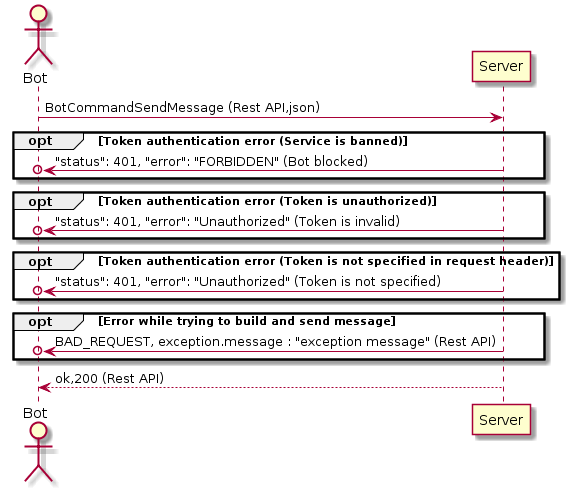 Bot
Server
BotCommandSendMessage (Rest API,json)
opt [Token authentication error (Service is banned)]
"status": 401, "error": "FORBIDDEN" (Bot blocked)
opt [Token authentication error (Token is unauthorized)]
"status": 401, "error": "Unauthorized" (Token is invalid)
opt [Token authentication error (Token is not specified in request header)]
"status": 401, "error": "Unauthorized" (Token is not specified)
opt [Error while trying to build and send message]
BAD_REQUEST, exception.message : "exception message" (Rest API)
ok,200 (Rest API)
Bot
Server